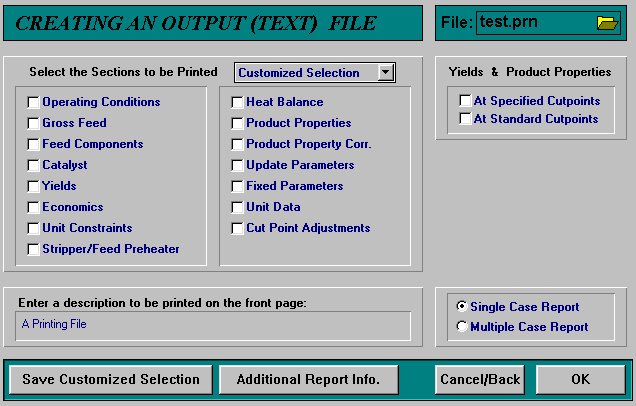 CREATING AN OUTPUT (TEXT) FILE
File: test.prn
Select the Sections to be Printed Customized Selection
Operating Conditions
Gross Feed
Feed Components
Catalyst
Yields
Economics
Unit Constraints
Stripper/Feed Preheater
Heat Balance
Product Properties
Product Property Corr.
Update Parameters
Fixed Parameters
Unit Data
Cut Point Adjustments
Yields & Product Properties
At Specified Cutpoints
At Standard Cutpoints
Enter a description to be printed on the front page:
A Printing File
Single Case Report
Multiple Case Report
Save Customized Selection
Additional Report Info.
Cancel/Back
OK